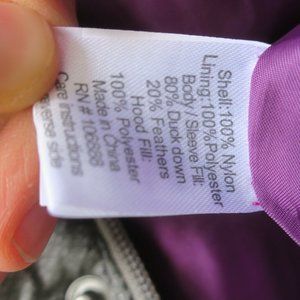 Shell:100% Nylon
Lining:100%Polyester
Body / Sleeve Fill:
80% Duck down
20% Feathers
Hood Fill:
100% Polyester
Made in China
RN # 106868
Care instructions
reverse side